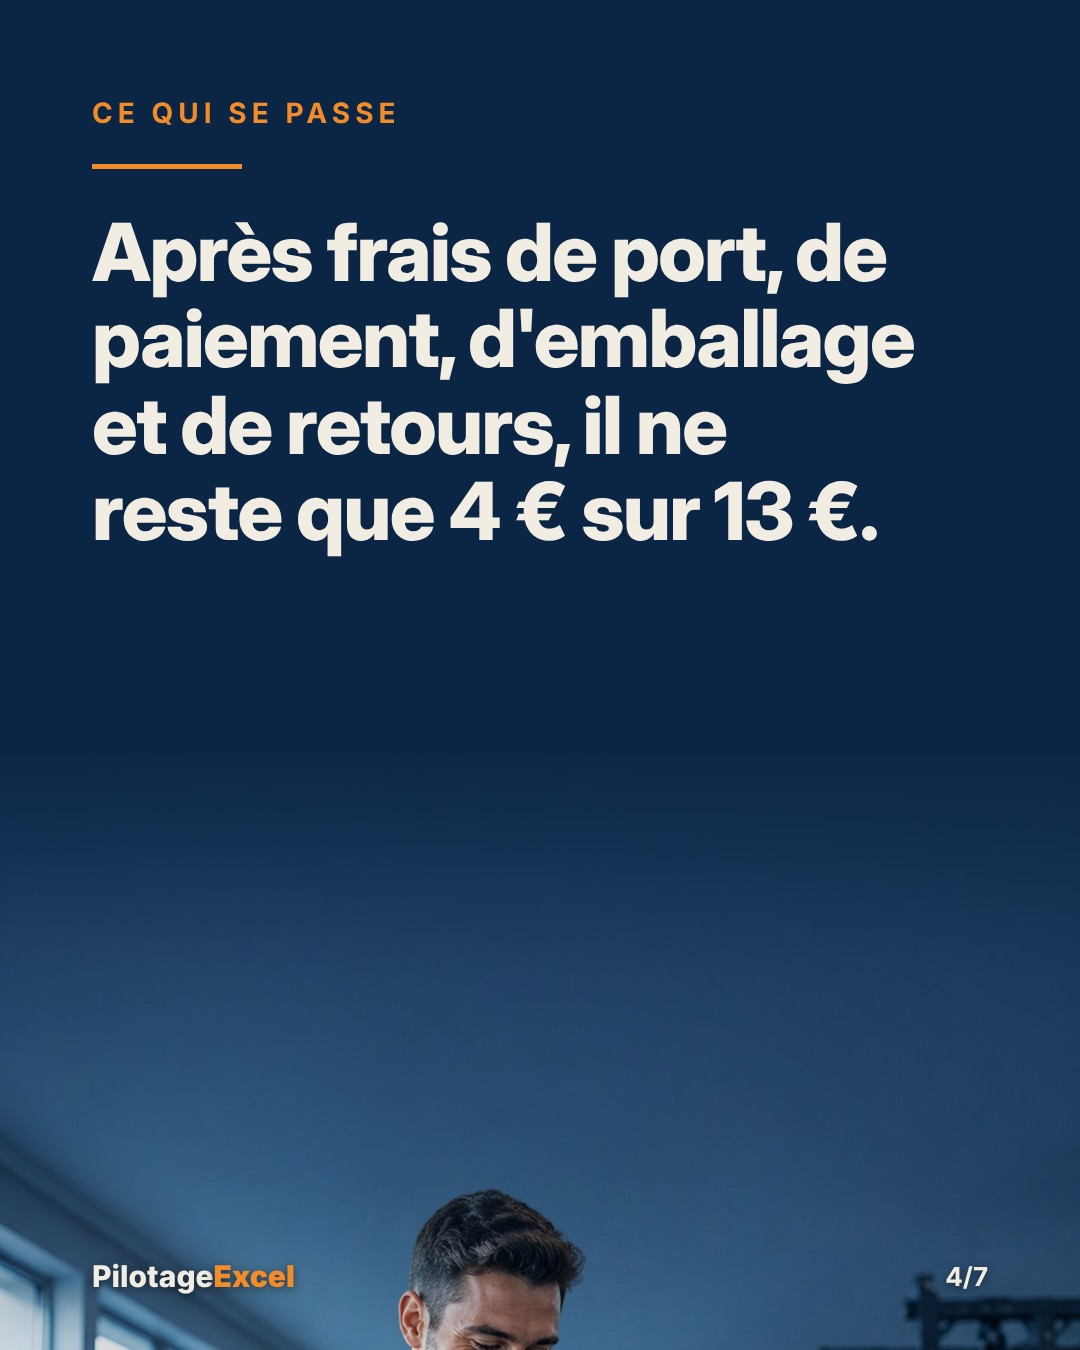 CE QUI SE PASSE
Après frais de port, de
paiement, d'emballage
et de retours, il ne
reste que 4 € sur 13 €.
PilotageExcel
4/7